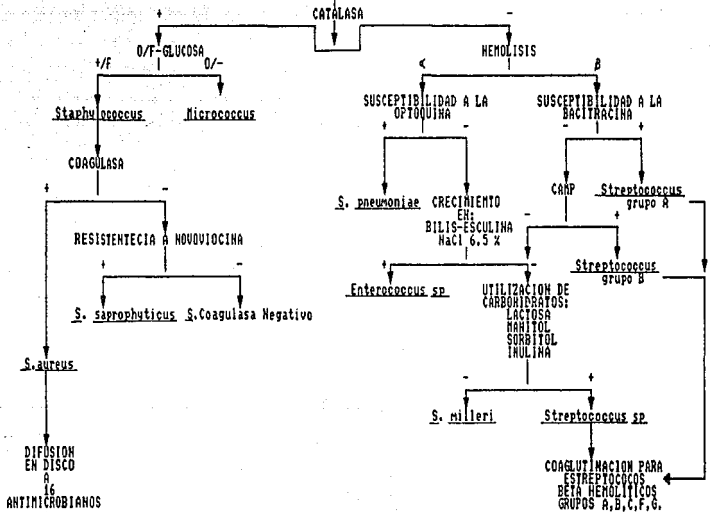 CATALASA
+ -
O/F-GLUCOSA
HEMOLISIS
+/F O/-
α β
Staphylococcus
Micrococcus
SUSCEPTIBILIDAD A LA
OPTOQUINA
SUSCEPTIBILIDAD A LA
BACITRACINA
+ -
- +
COAGULASA
+ -
S. pneumoniae
CRECIMIENTO
EN:
BILIS-ESCULINA
NaCl 6.5 %
CAMP
- +
Streptococcus
grupo A
RESISTENTECIA A NOVOVIOCINA
+ -
+ -
Streptococcus
grupo B
S. saprophyticus
S.Coagulasa Negativo
Enterococcus sp
UTILIZACION DE
CARBOHIDRATOS:
LACTOSA
MANITOL
SORBITOL
INULINA
S.aureus
- +
S. milleri
Streptococcus sp
DIFUSION
EN DISCO
A
16
ANTIMICROBIANOS
COAGLUTINACION PARA
ESTREPTOCOCOS
BETA HEMOLITICOS
GRUPOS A,B,C,F,G.